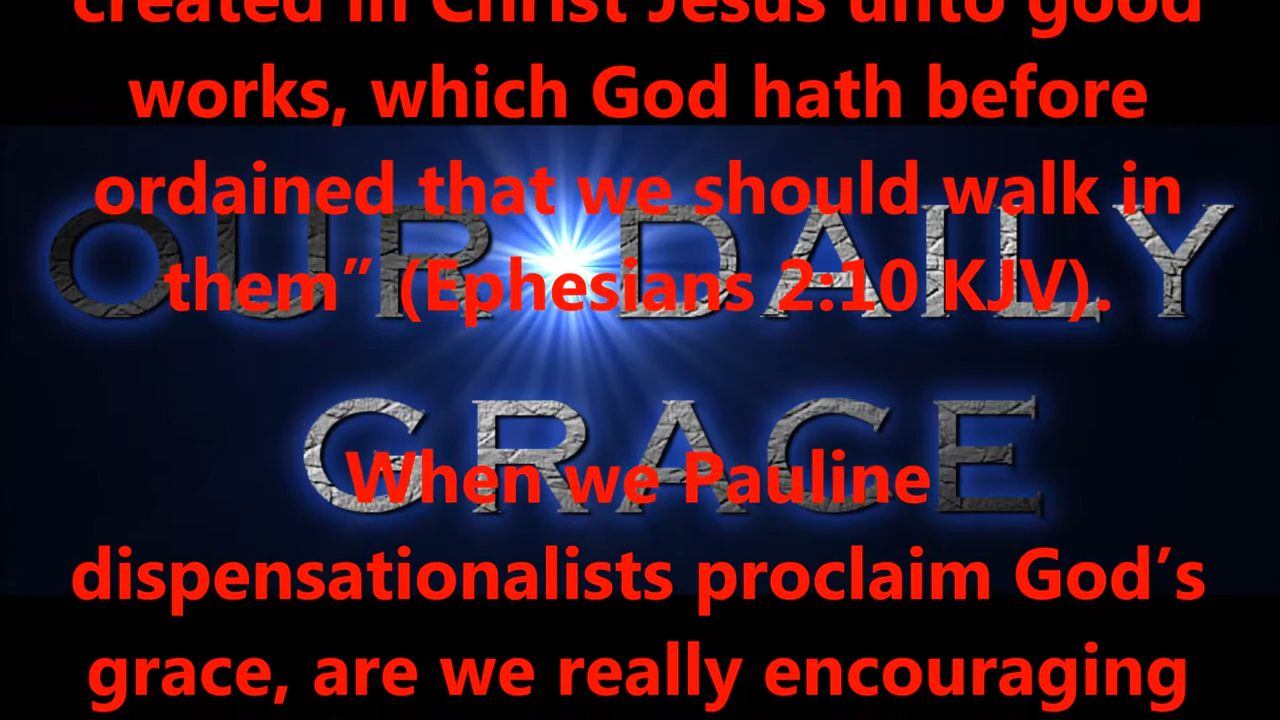 created in Christ Jesus unto good
works, which God hath before
ordained that we should walk in
them” (Ephesians 2:10 KJV).
When we Pauline
dispensationalists proclaim God’s
grace, are we really encouraging
OUR DAILY
GRACE